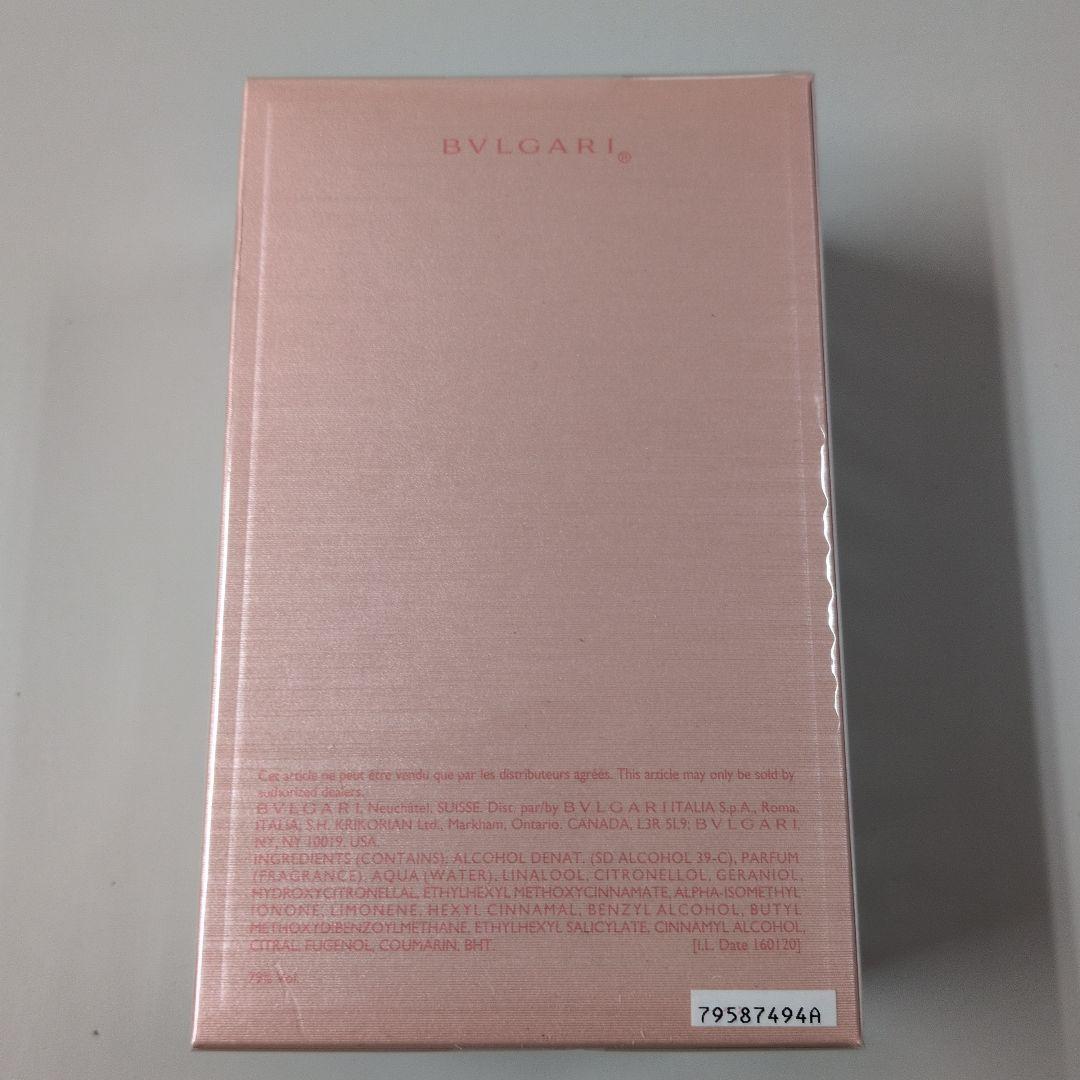 BVLGARI®
Cet article ne peut être vendu que par les distributeurs agréés. This article may only be sold by
authorized dealers.
BVLGARI, Neuchâtel, SUISSE. Dist. par/by BVLGARI ITALIA S.p.A., Roma,
ITALIA; S.H. KRIKORIAN Ltd., Markham, Ontario, CANADA, L3R 5L9; BVLGARI,
NY, NY 10019, USA.
INGREDIENTS (CONTAINS): ALCOHOL DENAT. (SD ALCOHOL 39-C), PARFUM
(FRAGRANCE), AQUA (WATER), LINALOOL, CITRONELLOL, GERANIOL,
HYDROXYCITRONELLAL, ETHYLHEXYL METHOXYCINNAMATE, ALPHA-ISOMETHYL
IONONE, LIMONENE, HEXYL CINNAMAL, BENZYL ALCOHOL, BUTYL
METHOXYDIBENZOYLMETHANE, ETHYLHEXYL SALICYLATE, CINNAMYL ALCOHOL,
CITRAL, EUGENOL, COUMARIN, BHT. [I.L. Date 160120]
79% Vol.
79587494A